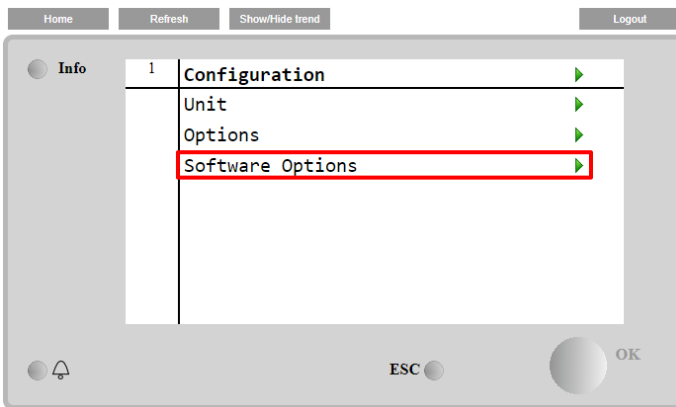 Home Refresh Show/Hide trend Logout
Info 1 Configuration
Unit
Options
Software Options
ESC OK